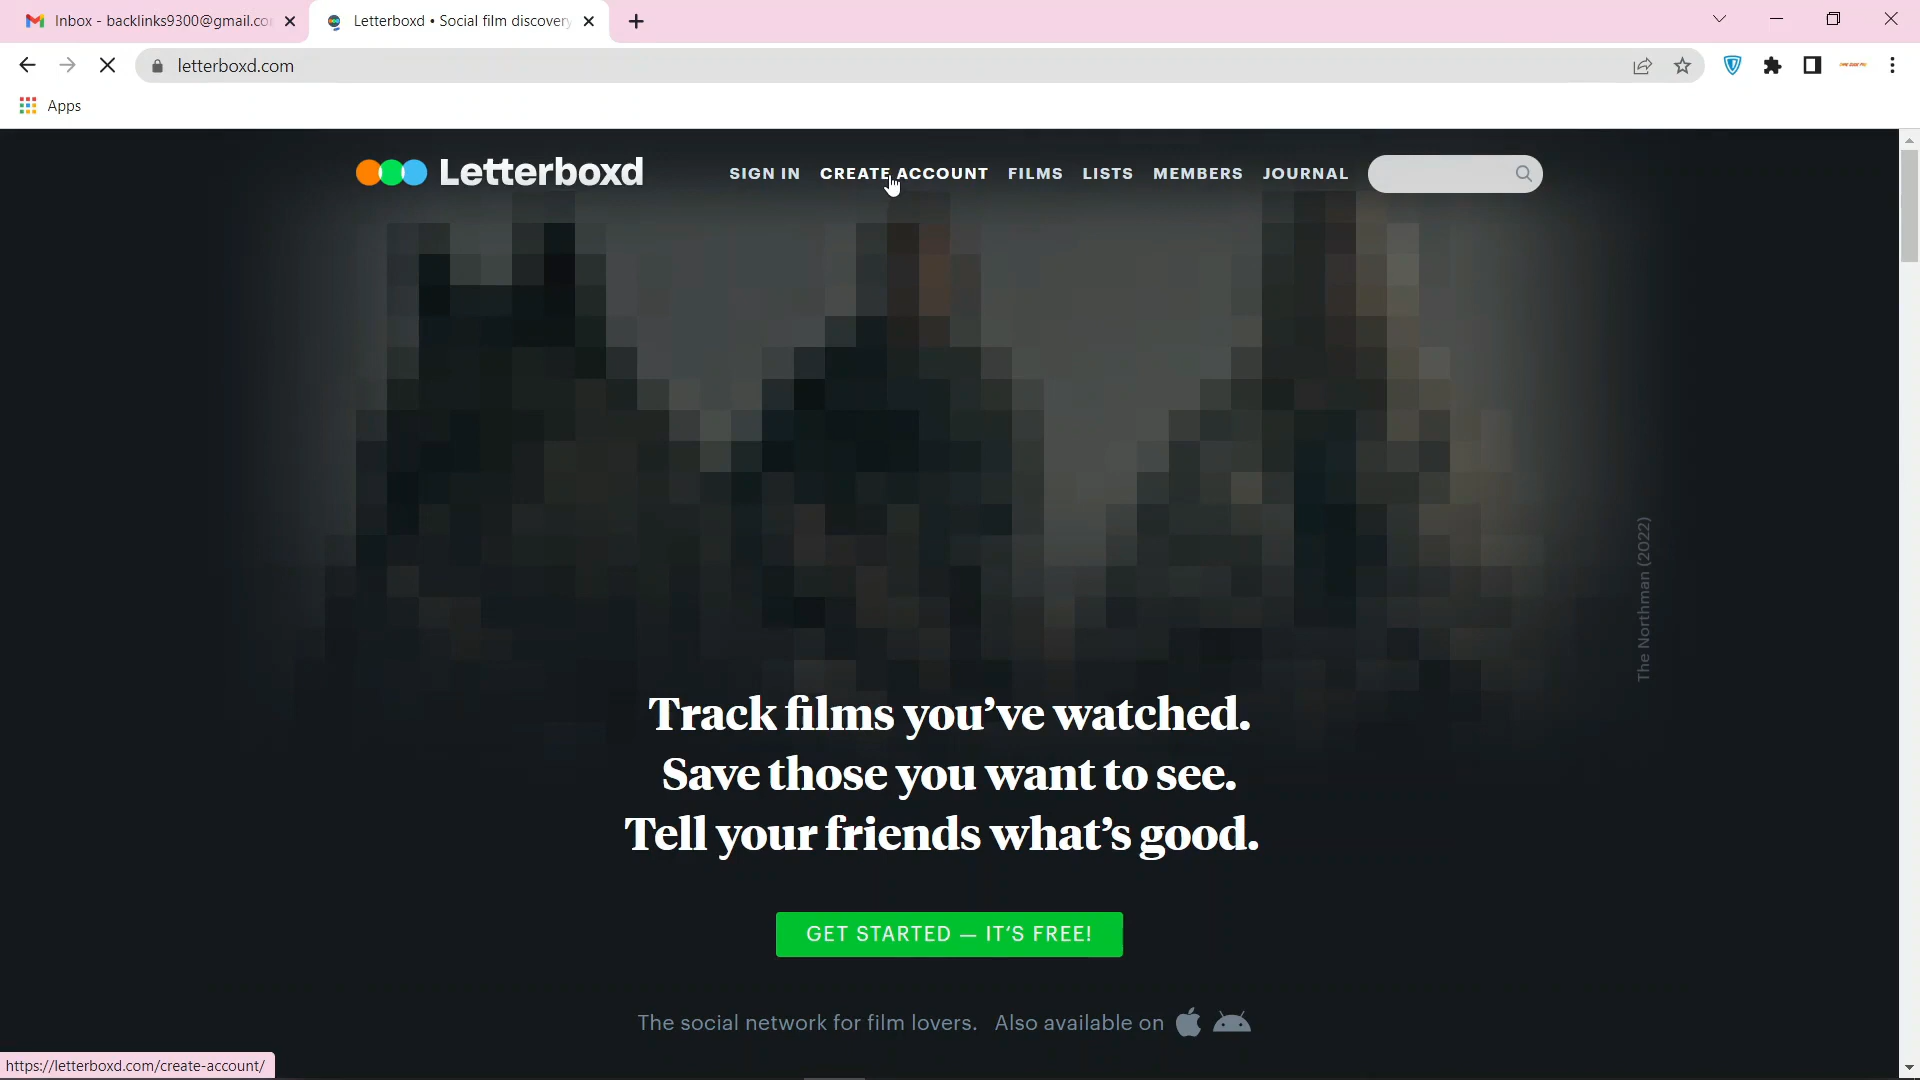 Inbox - backlinks9300@gmail.co
Letterboxd • Social film discovery
letterboxd.com
Apps
Letterboxd
SIGN IN CREATE ACCOUNT FILMS LISTS MEMBERS JOURNAL
The Northman (2022)
Track films you’ve watched.
Save those you want to see.
Tell your friends what’s good.
GET STARTED — IT’S FREE!
The social network for film lovers. Also available on
https://letterboxd.com/create-account/